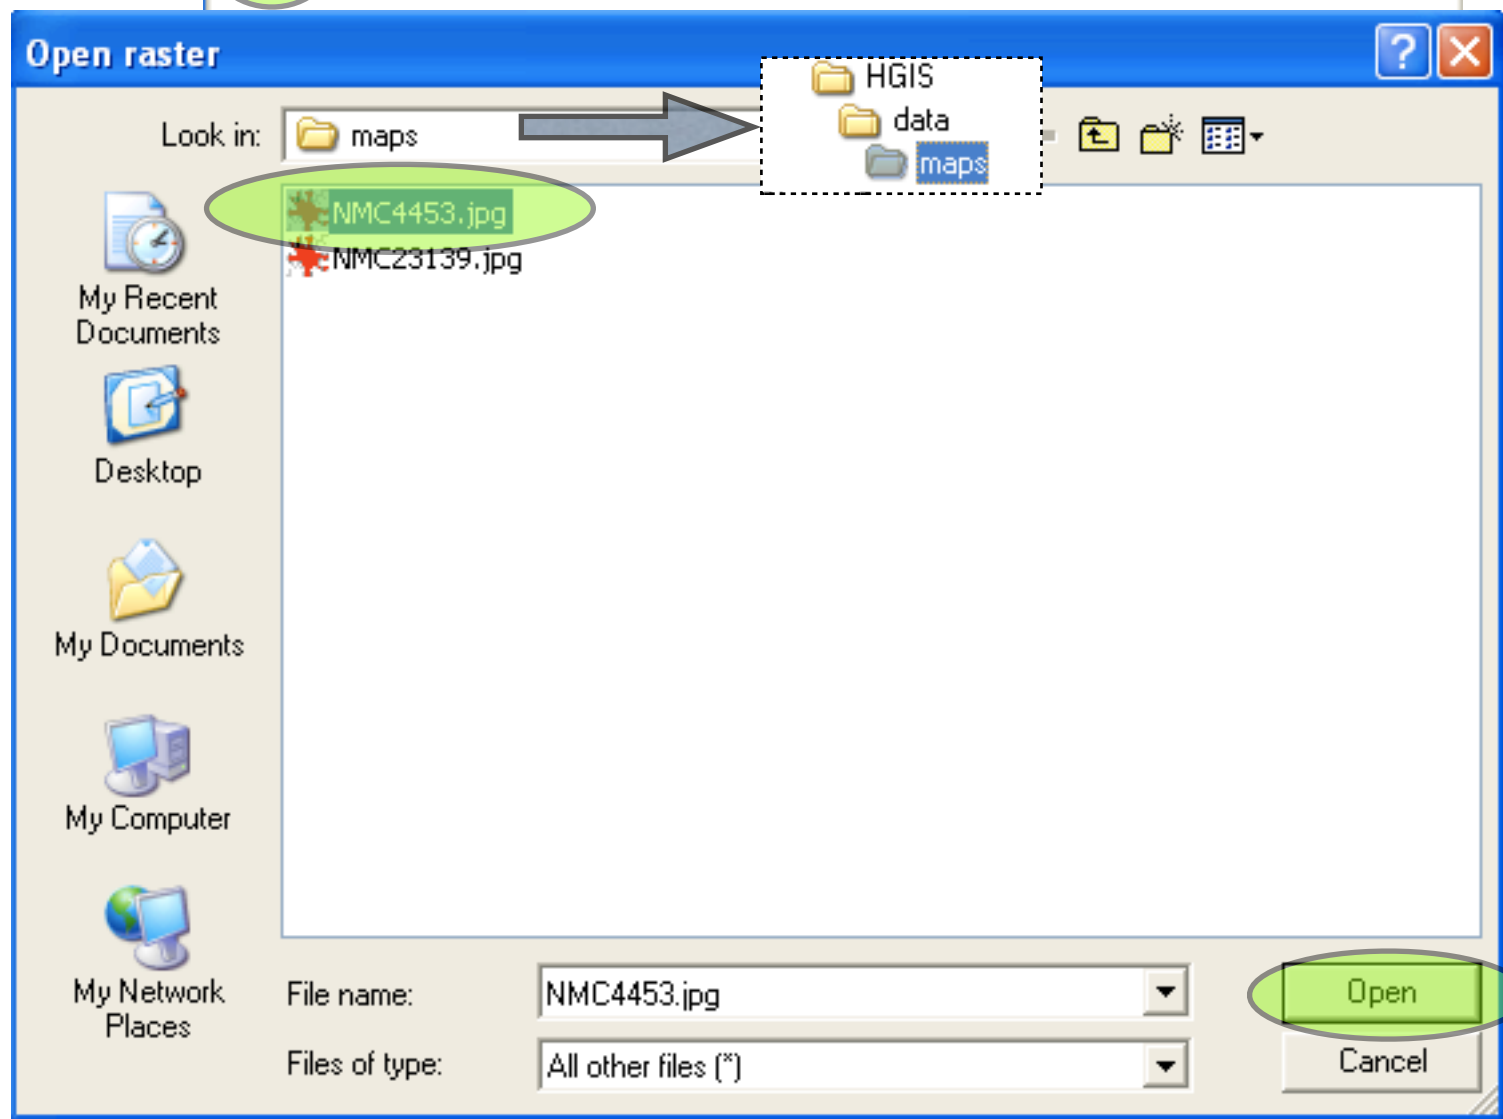 Open raster
Look in:
maps
HGIS
data
maps
NMC4453.jpg
NMC23139.jpg
My Recent
Documents
Desktop
My Documents
My Computer
My Network
Places
File name:
NMC4453.jpg
Open
Files of type:
All other files (*)
Cancel